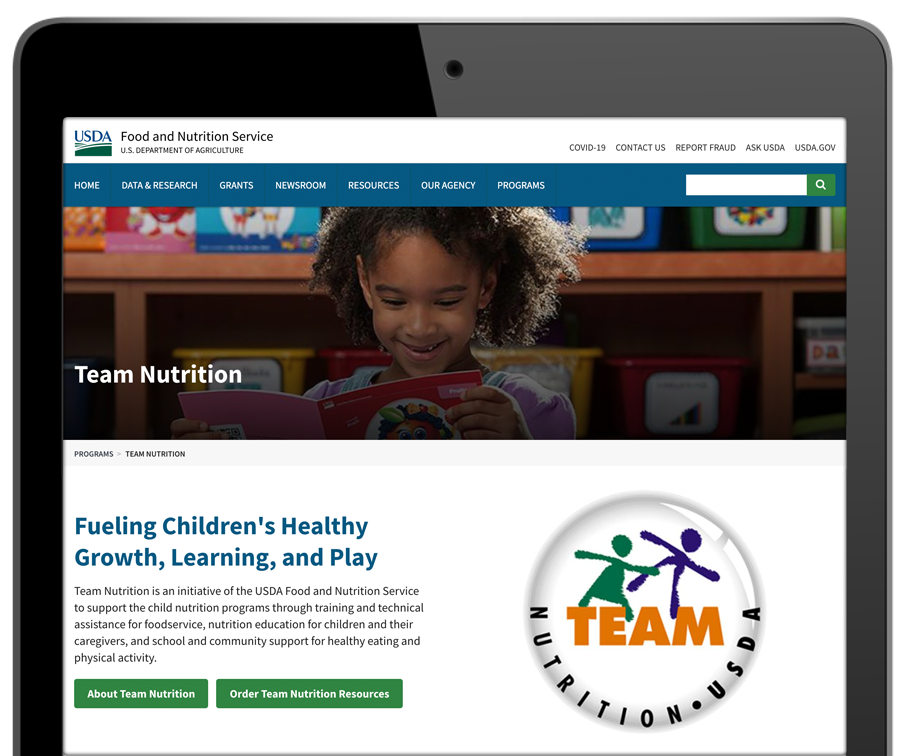 USDA
Food and Nutrition Service
U.S. DEPARTMENT OF AGRICULTURE
COVID-19 CONTACT US REPORT FRAUD ASK USDA USDA.GOV
HOME DATA & RESEARCH GRANTS NEWSROOM RESOURCES OUR AGENCY PROGRAMS
Team Nutrition
PROGRAMS > TEAM NUTRITION
Fueling Children's Healthy
Growth, Learning, and Play
Team Nutrition is an initiative of the USDA Food and Nutrition Service
to support the child nutrition programs through training and technical
assistance for foodservice, nutrition education for children and their
caregivers, and school and community support for healthy eating and
physical activity.
About Team Nutrition Order Team Nutrition Resources
TEAM
NUTRITION • USDA